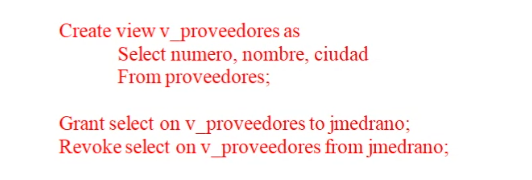 Create view v_proveedores as
Select numero, nombre, ciudad
From proveedores;
Grant select on v_proveedores to jmedrano;
Revoke select on v_proveedores from jmedrano;